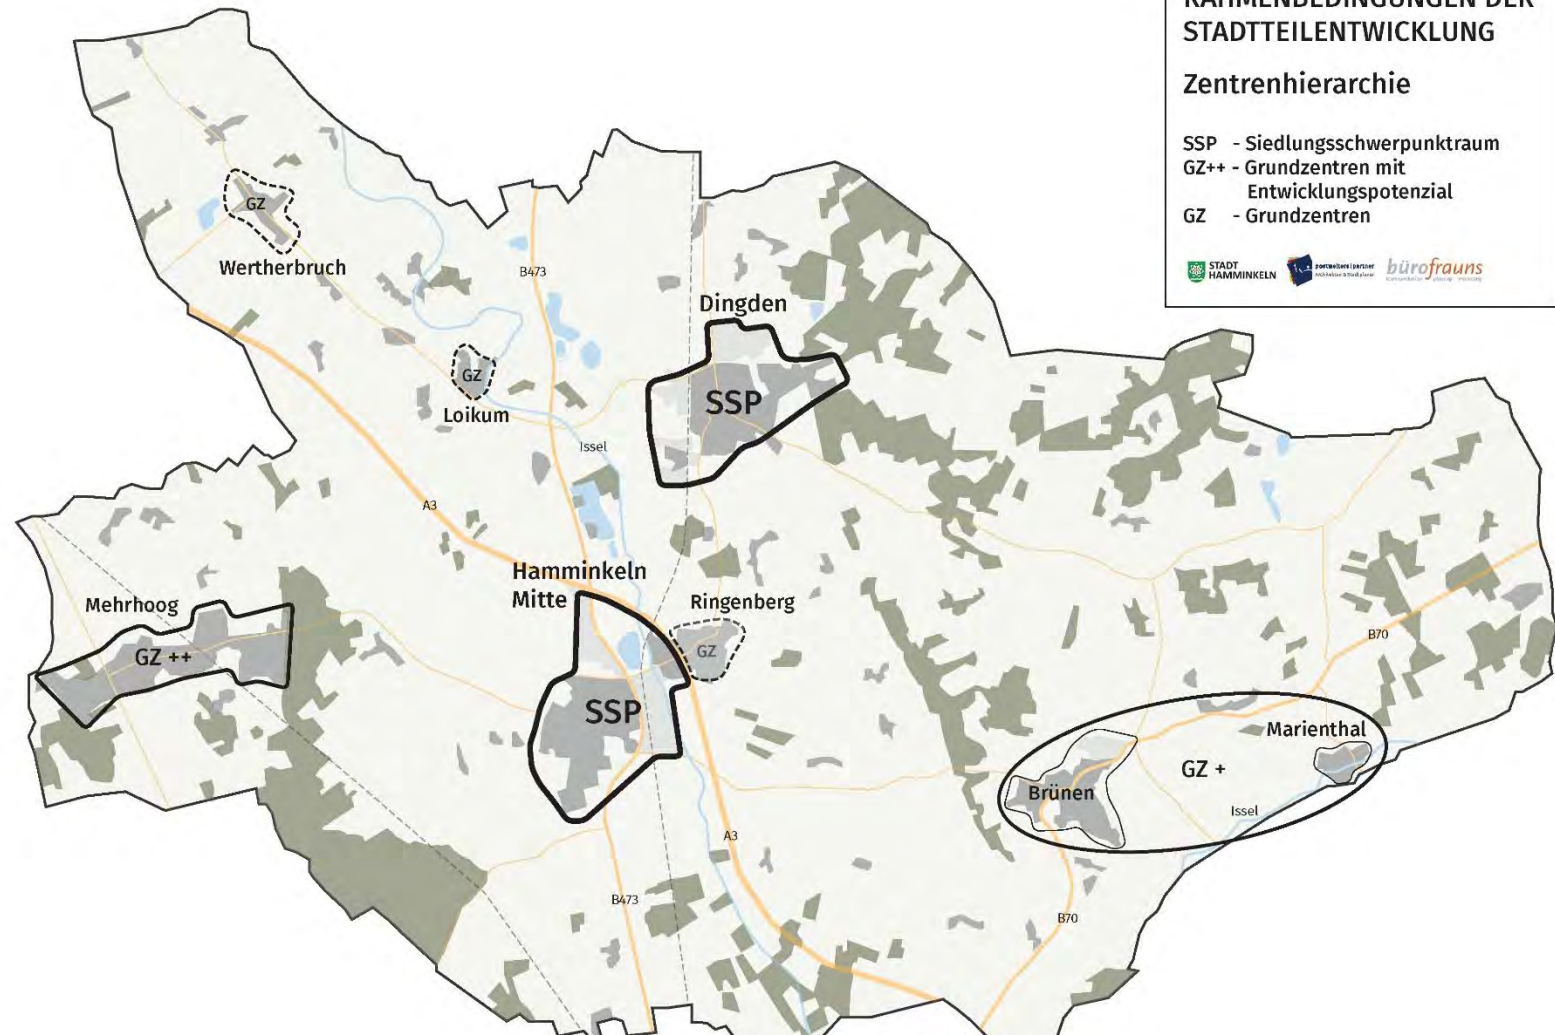 RAHMENBEDINGUNGEN DER
STADTTEILENTWICKLUNG
Zentrenhierarchie
SSP - Siedlungsschwerpunktraum
GZ++ - Grundzentren mit
Entwicklungspotenzial
GZ - Grundzentren
STADT
HAMMINKELN
bürofrauns
GZ
Wertherbruch
B473
Dingden
GZ
Loikum
SSP
Issel
A3
Hamminkeln
Mitte
Mehrhoog
Ringenberg
GZ ++
GZ
B70
SSP
Marienthal
GZ +
Brünen
Issel
A3
B473
B70